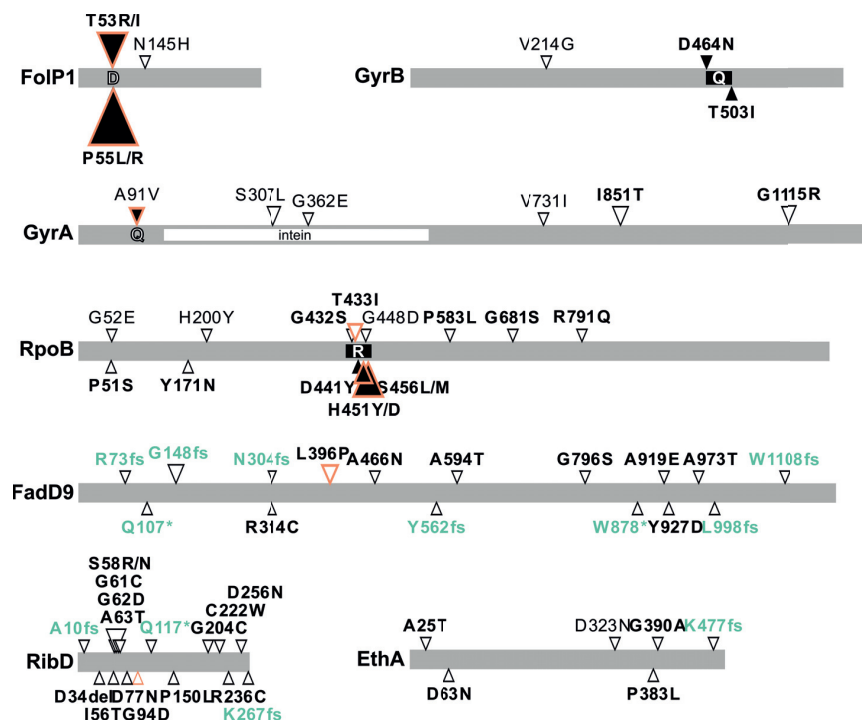 T53R/I
N145H
V214G
D464N
FolP1
D
GyrB
Q
T503I
P55L/R
A91V
S307L
G362E
V731I
I851T
G1115R
GyrA
Q
intein
T433I
G52E
H200Y
G432S
G448D
P583L
G681S
R791Q
RpoB
R
P51S
Y171N
D441Y
S456L/M
H451Y/D
R73fs
G148fs
N304fs
L396P
A466N
A594T
G796S
A919E
A973T
W1108fs
FadD9
Q107*
R314C
Y562fs
W878*
Y927D
L998fs
S58R/N
G61C
G62D
A63T
D256N
C222W
A10fs
Q117*
G204C
A25T
D323N
G390A
K477fs
RibD
EthA
D34del
D77N
P150L
R236C
D63N
P383L
I56T
G94D
K267fs